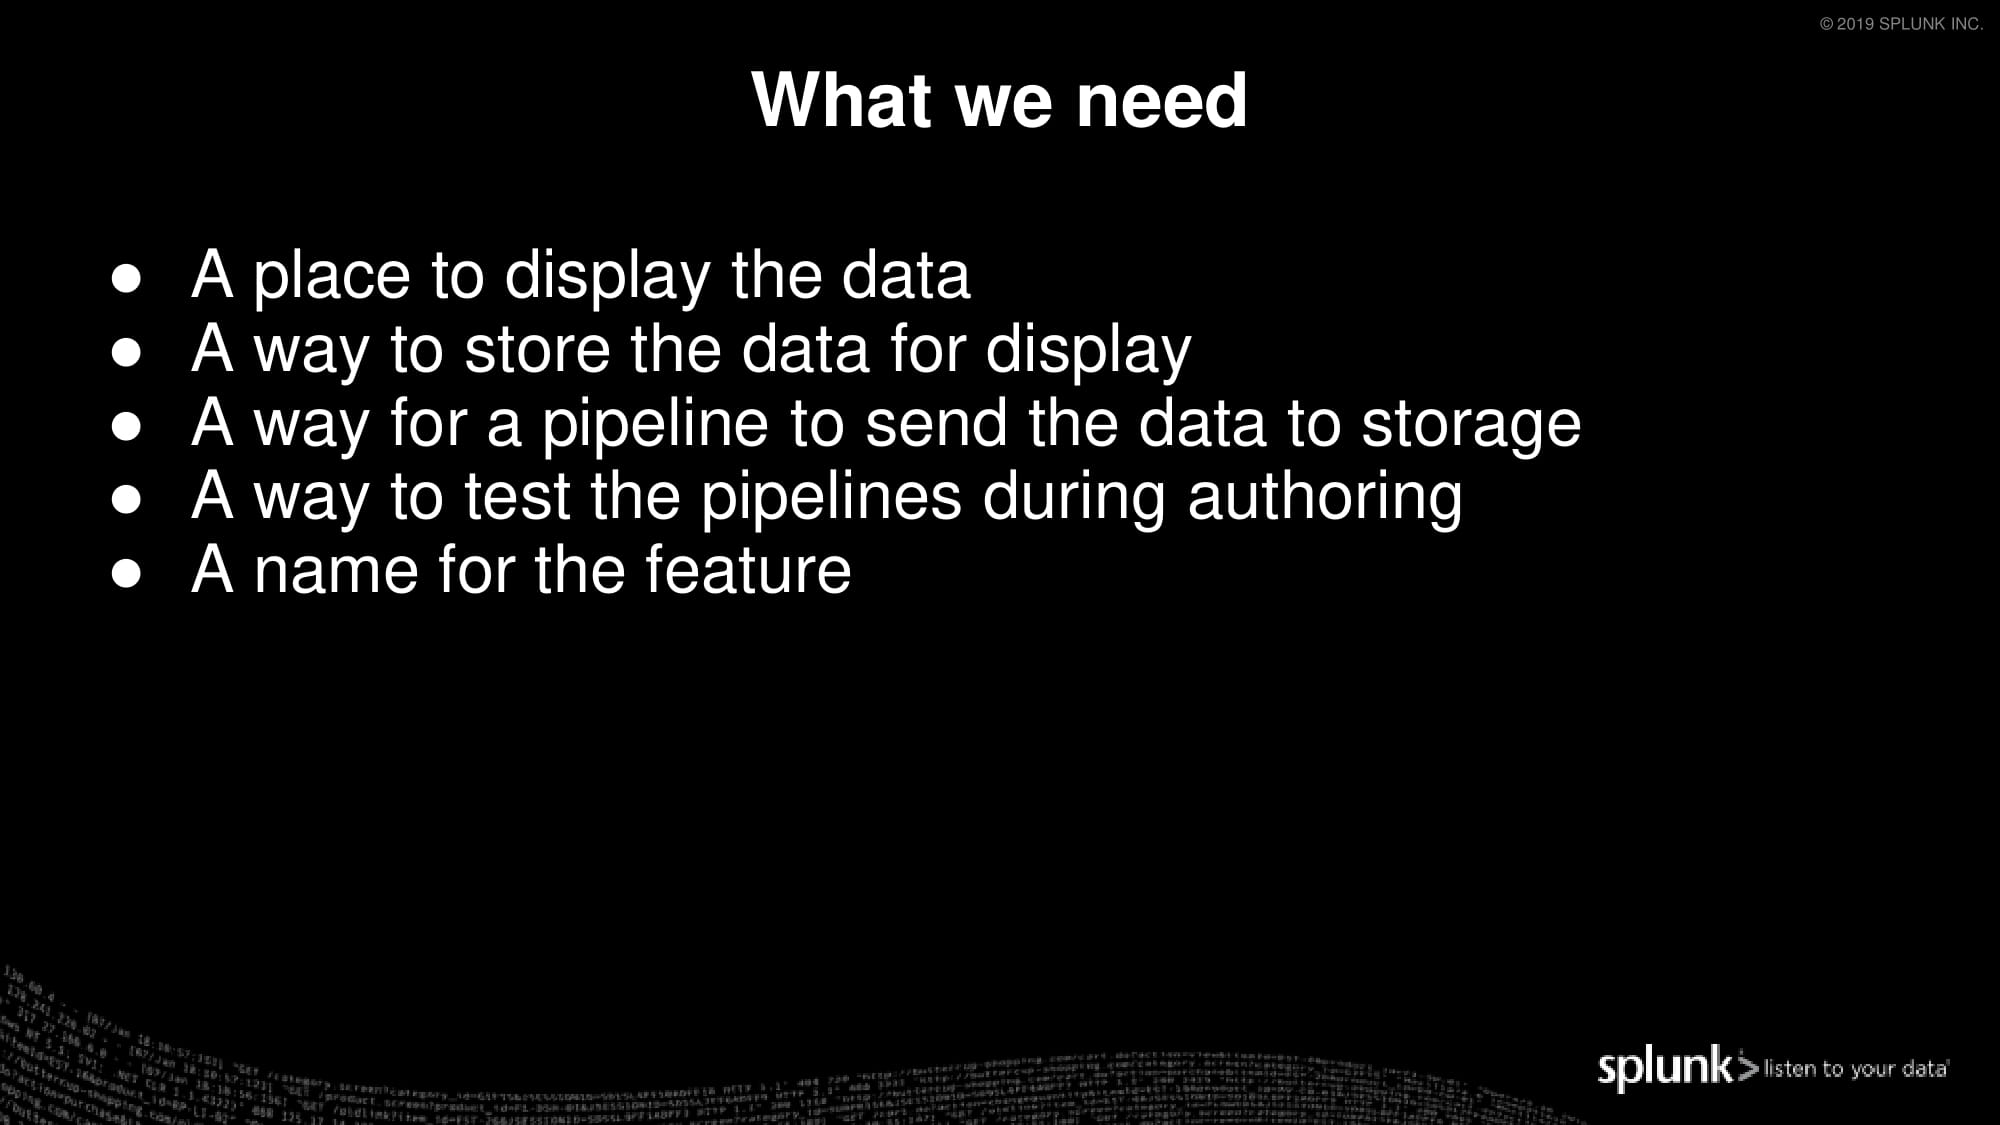 © 2019 SPLUNK INC.
What we need
● A place to display the data
● A way to store the data for display
● A way for a pipeline to send the data to storage
● A way to test the pipelines during authoring
● A name for the feature
splunk> listen to your data®